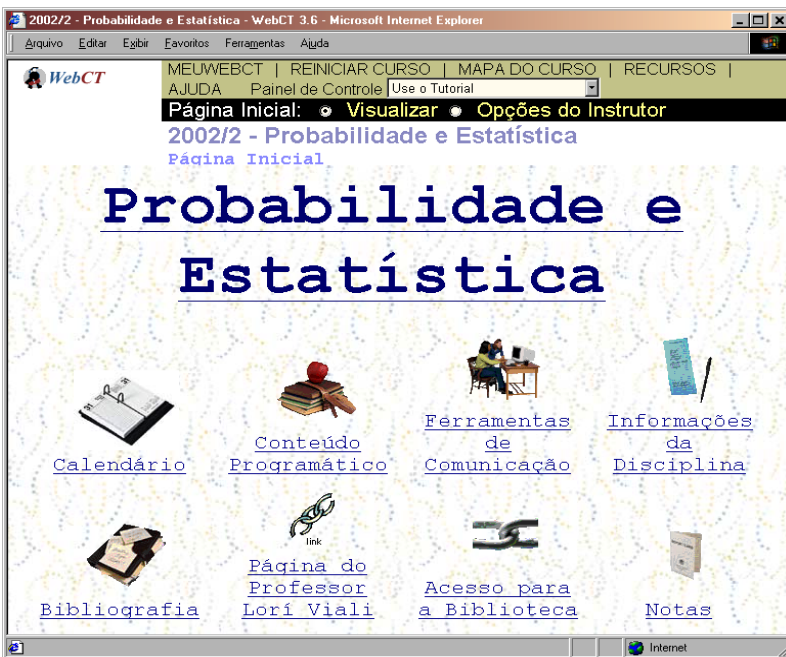 2002/2 - Probabilidade e Estatística - WebCT 3.6 - Microsoft Internet Explorer
Arquivo Editar Exibir Favoritos Ferramentas Ajuda
WebCT
MEUWEBCT | REINICIAR CURSO | MAPA DO CURSO | RECURSOS |
AJUDA Painel de Controle Use o Tutorial
Página Inicial: Visualizar Opções do Instrutor
2002/2 - Probabilidade e Estatística
Página Inicial
Probabilidade e
Estatística
Calendário
Conteúdo
Programático
Ferramentas
de
Comunicação
Informações
da
Disciplina
Bibliografia
link
Página do
Professor
Lorí Viali
Acesso para
a Biblioteca
Notas
Internet